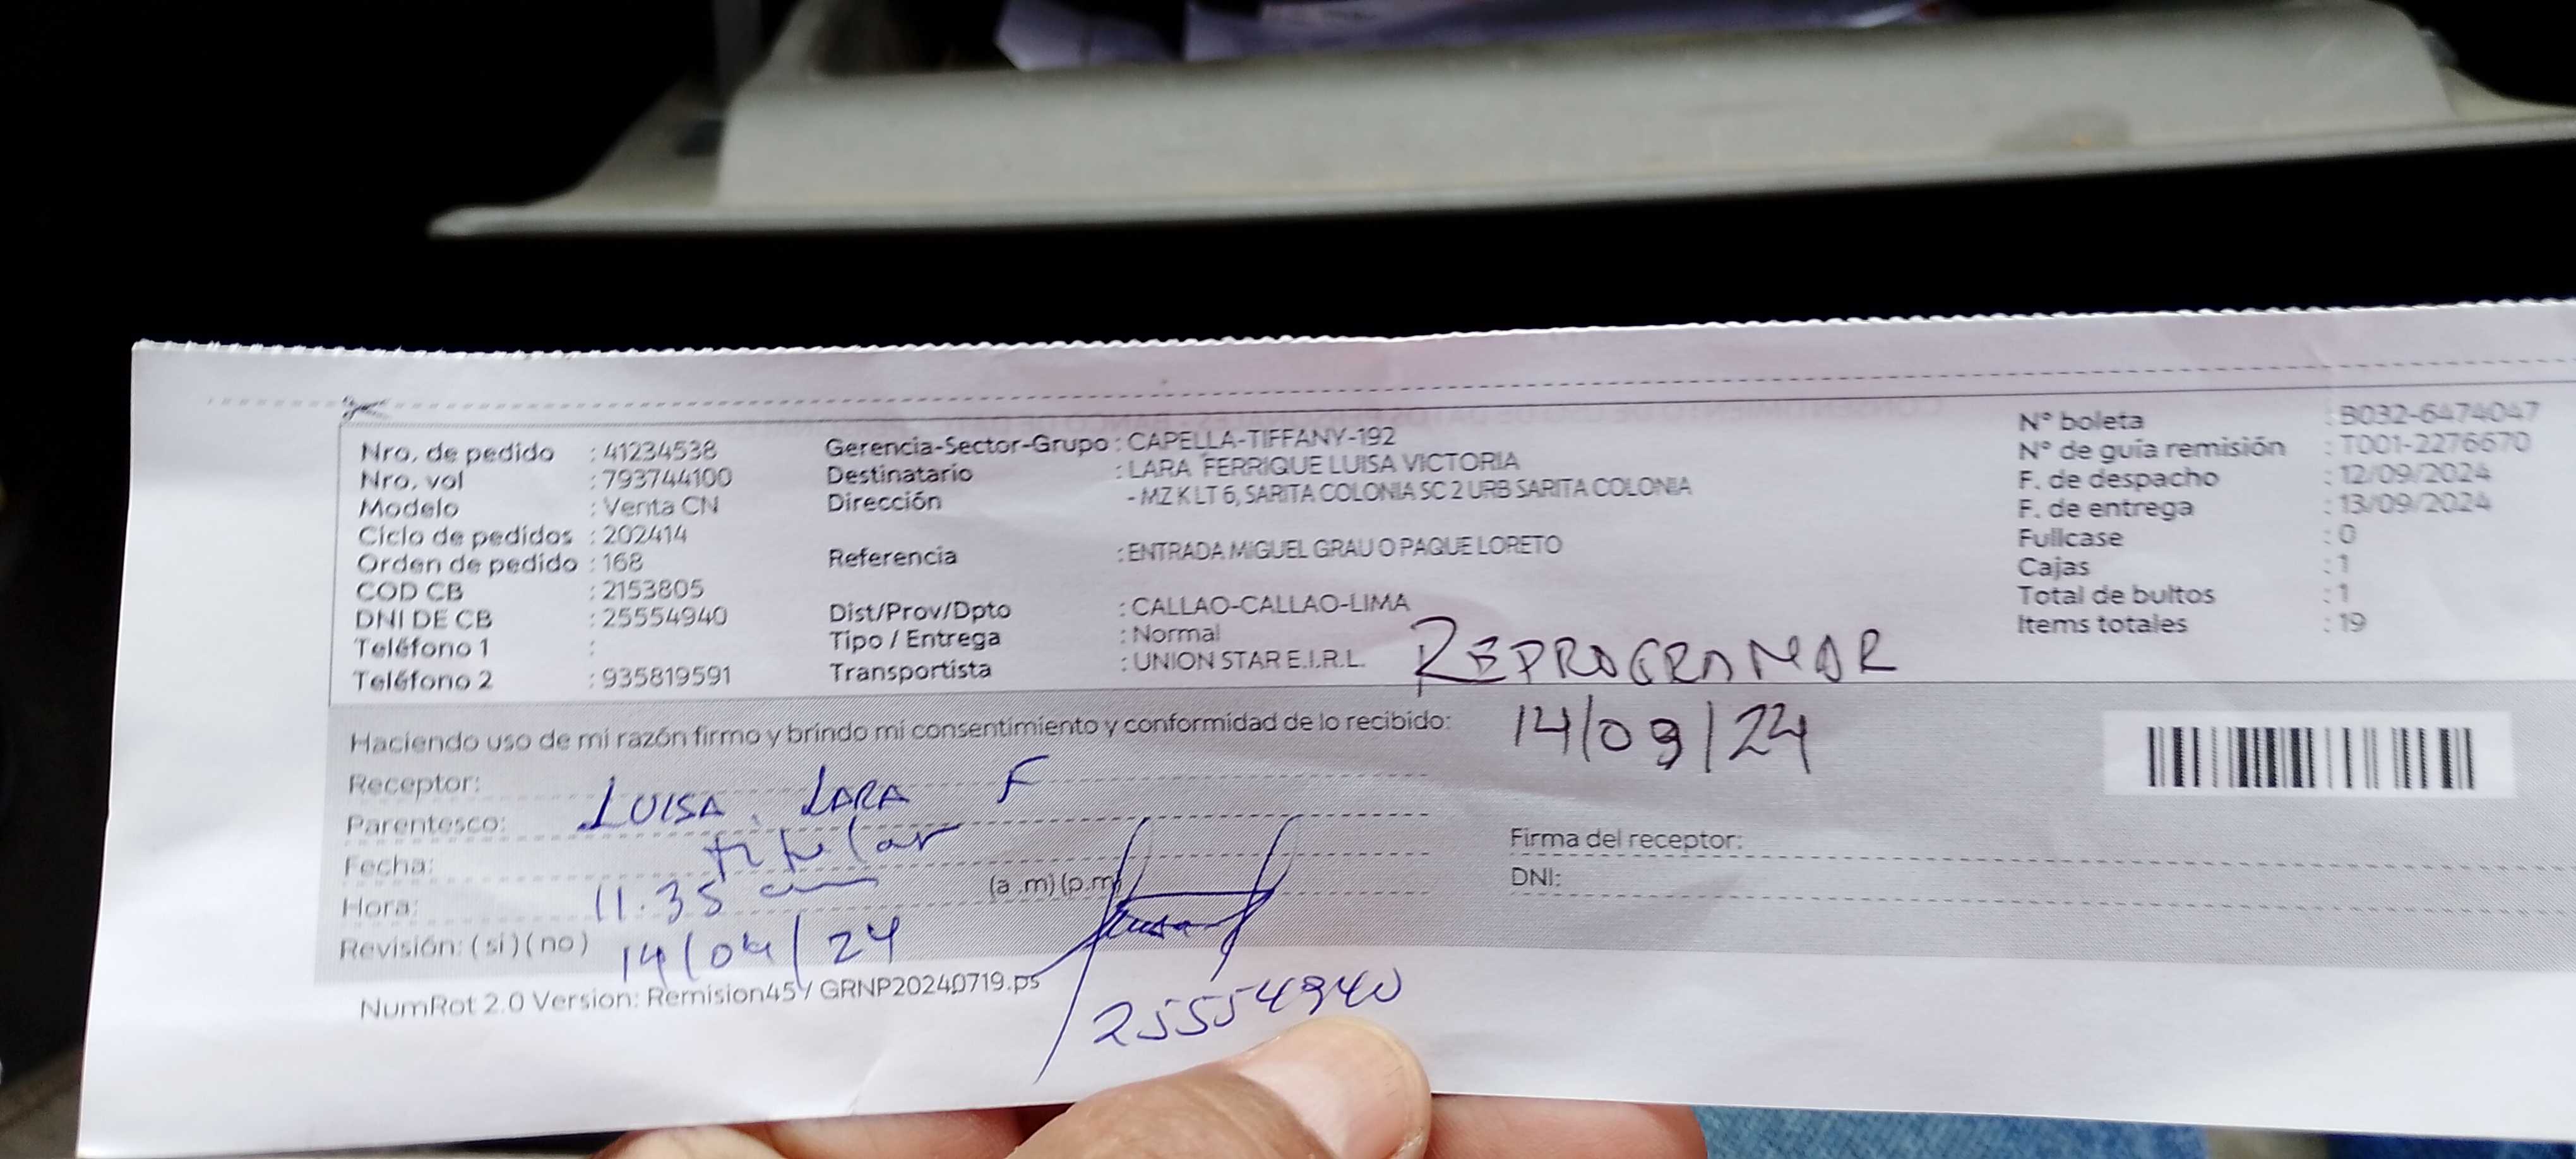 Nro. de pedido : 41234538
Nro. vol : 793744100
Modelo : Venta CN
Ciclo de pedidos : 202414
Orden de pedido : 168
COD CB : 2153805
DNI DE CB : 25554940
Teléfono 1 :
Teléfono 2 : 935819591
Gerencia-Sector-Grupo : CAPELLA-TIFFANY-192
Destinatario : LARA FERRIQUE LUISA VICTORIA
Dirección - MZ K LT 6, SARITA COLONIA SC 2 URB SARITA COLONIA
Referencia : ENTRADA MIGUEL GRAU O PAQUE LORETO
Dist/Prov/Dpto : CALLAO-CALLAO-LIMA
Tipo / Entrega : Normal
Transportista : UNION STAR E.I.R.L.
N° boleta : B032-6474047
N° de guía remisión : T001-2276670
F. de despacho : 12/09/2024
F. de entrega : 13/09/2024
Fullcase : 0
Cajas : 1
Total de bultos : 1
Items totales : 19
REPROGRAMAR
14/09/24
Haciendo uso de mi razón firmo y brindo mi consentimiento y conformidad de lo recibido:
Receptor: LUISA LARA F
Parentesco: titular
Fecha:
Hora: 11.35 am (a .m) (p.m)
Revisión: ( si ) ( no ) 14/09/24
Firma del receptor:
DNI:
NumRot 2.0 Version: Remision45 / GRNP20240719.ps
25554940